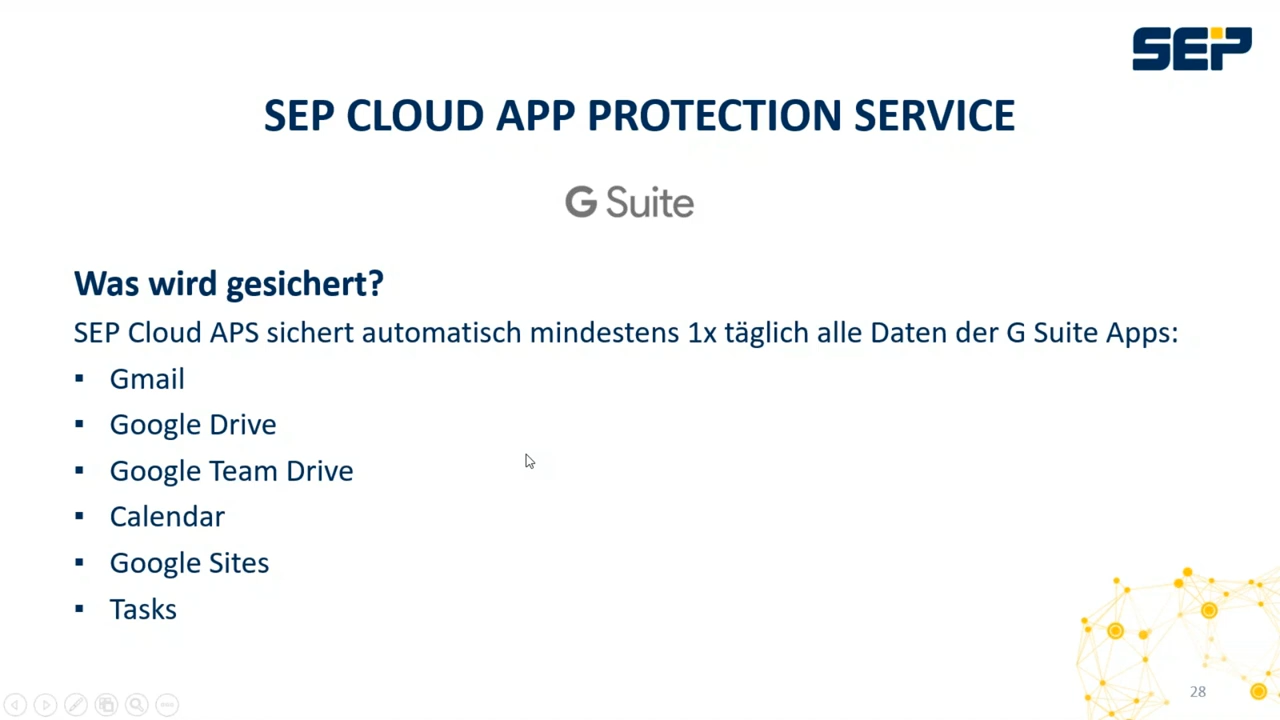 SEP
SEP CLOUD APP PROTECTION SERVICE
G Suite
Was wird gesichert?
SEP Cloud APS sichert automatisch mindestens 1x täglich alle Daten der G Suite Apps:
▪ Gmail
▪ Google Drive
▪ Google Team Drive
▪ Calendar
▪ Google Sites
▪ Tasks
28